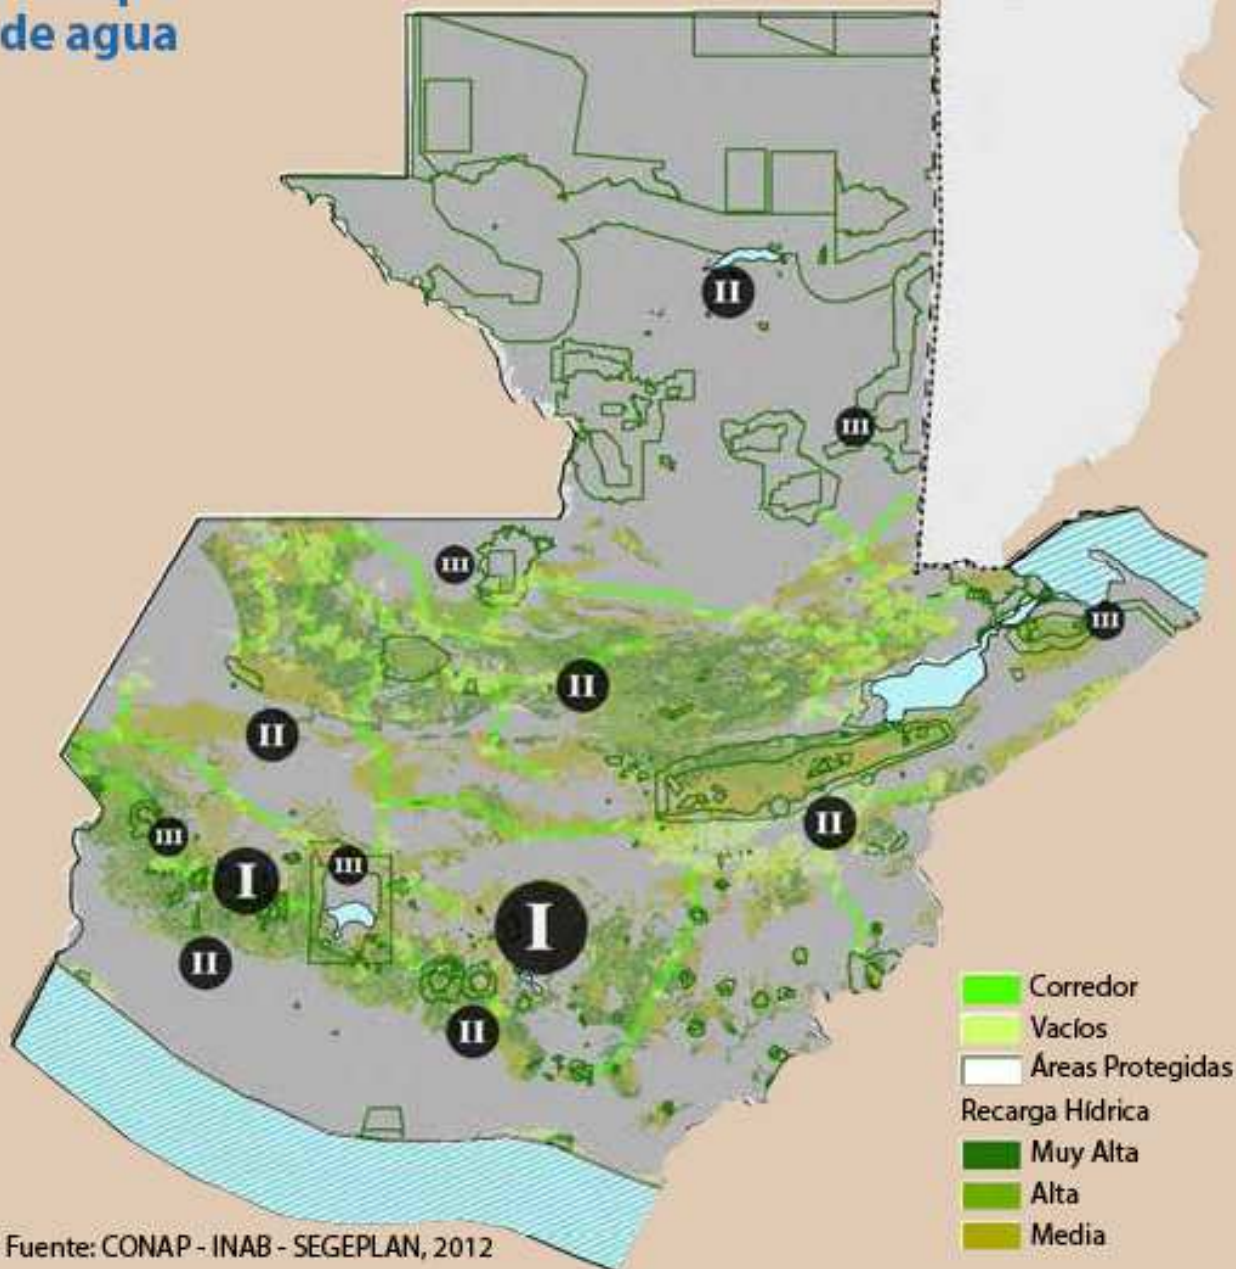 de agua
II
III
III
III
II
II
II
III
I
III
I
II
II
Corredor
Vacíos
Áreas Protegidas
Recarga Hídrica
Muy Alta
Alta
Media
Fuente: CONAP - INAB - SEGEPLAN, 2012